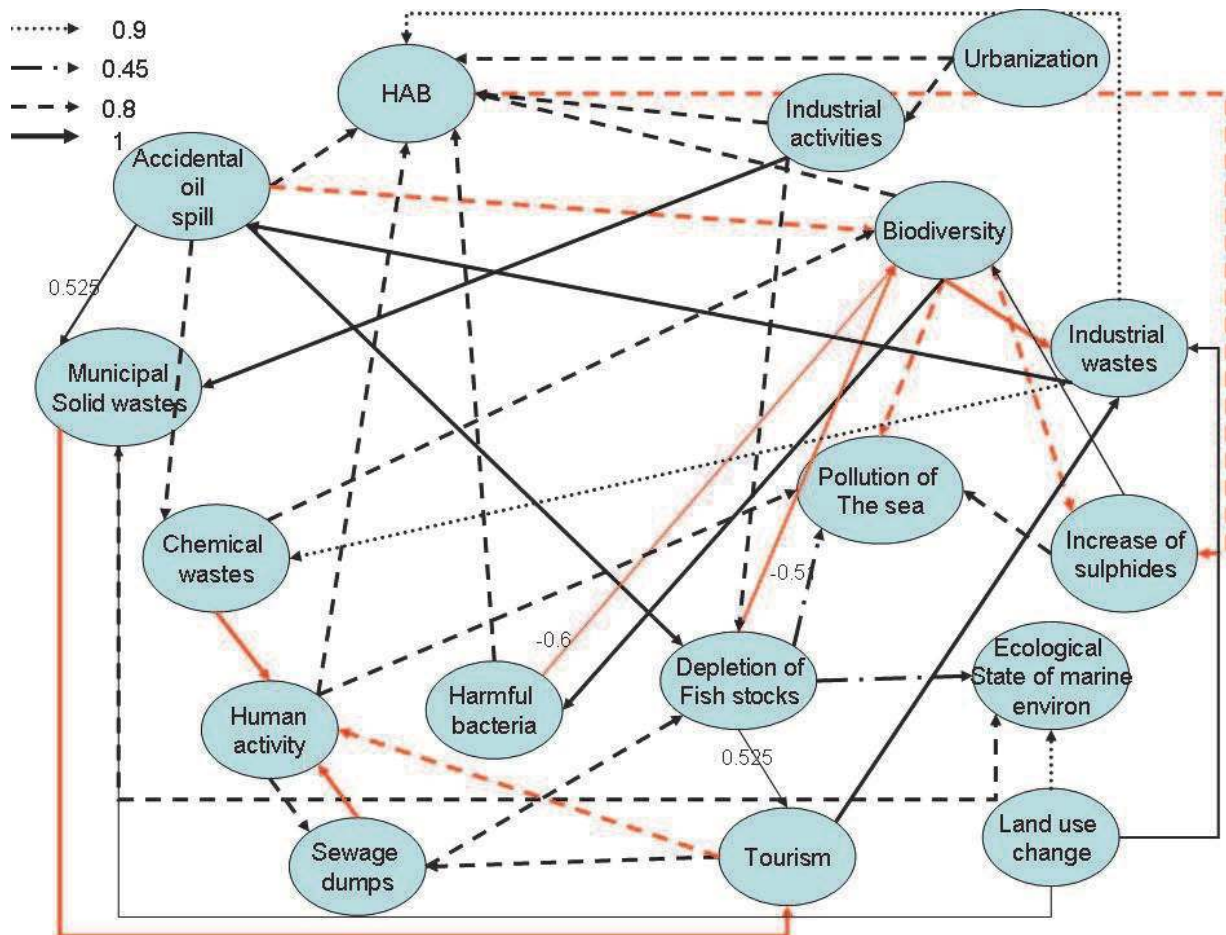 0.9
0.45
0.8
1
HAB
Urbanization
Industrial
activities
Accidental
oil
spill
Biodiversity
0.525
Industrial
wastes
Municipal
Solid wastes
Pollution of
The sea
Chemical
wastes
Increase of
sulphides
-0.51
-0.6
Depletion of
Fish stocks
Ecological
State of marine
environ
Harmful
bacteria
Human
activity
0.525
Land use
change
Sewage
dumps
Tourism